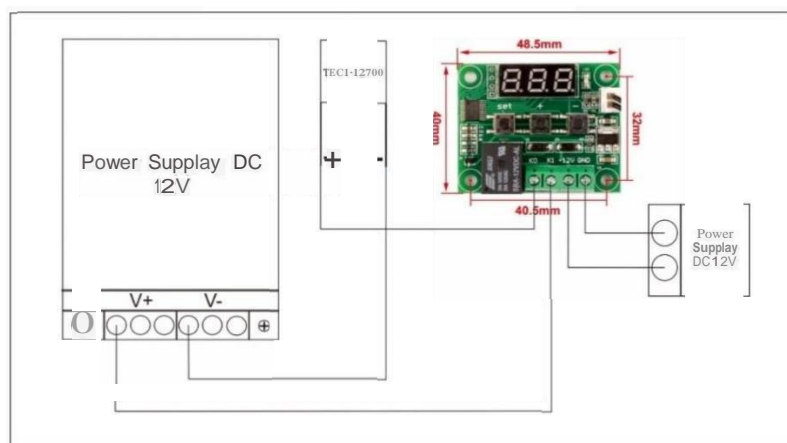 48.5mm
TEC1-12700
set + -
40mm
32mm
Power Supplay DC
12V
+ -
K0 K1 +12V GND
40.5mm
Power
Supplay
DC12V
V+ V-